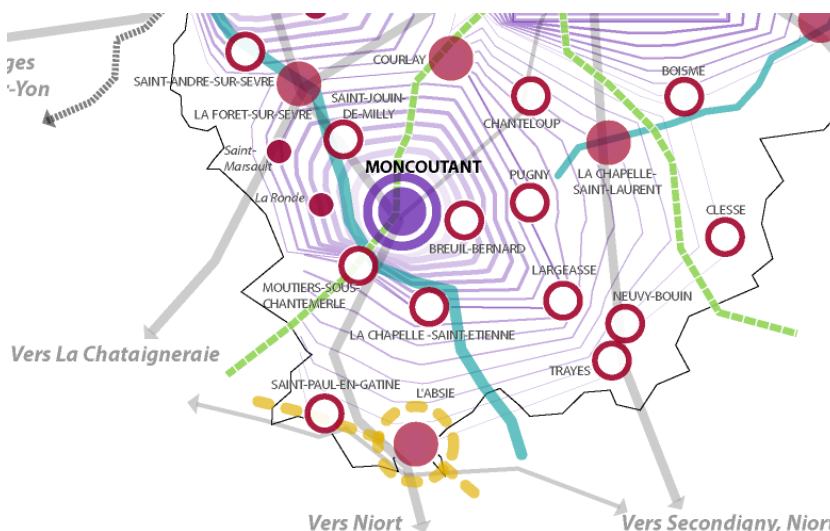 COURLAY
ges
-Yon
SAINT-ANDRE-SUR-SEVRE
BOISME
LA FORET-SUR-SEVRE
SAINT-JOUIN-
DE-MILLY
CHANTELOUP
Saint-
Marsault
MONCOUTANT
PUGNY
LA CHAPELLE-
SAINT-LAURENT
La Ronde
CLESSE
BREUIL-BERNARD
LARGEASSE
MOUTIERS-SOUS-
CHANTEMERLE
NEUVY-BOUIN
LA CHAPELLE -SAINT-ETIENNE
Vers La Chataigneraie
TRAYES
SAINT-PAUL-EN-GATINE
L'ABSIE
Vers Niort
Vers Secondigny, Niort